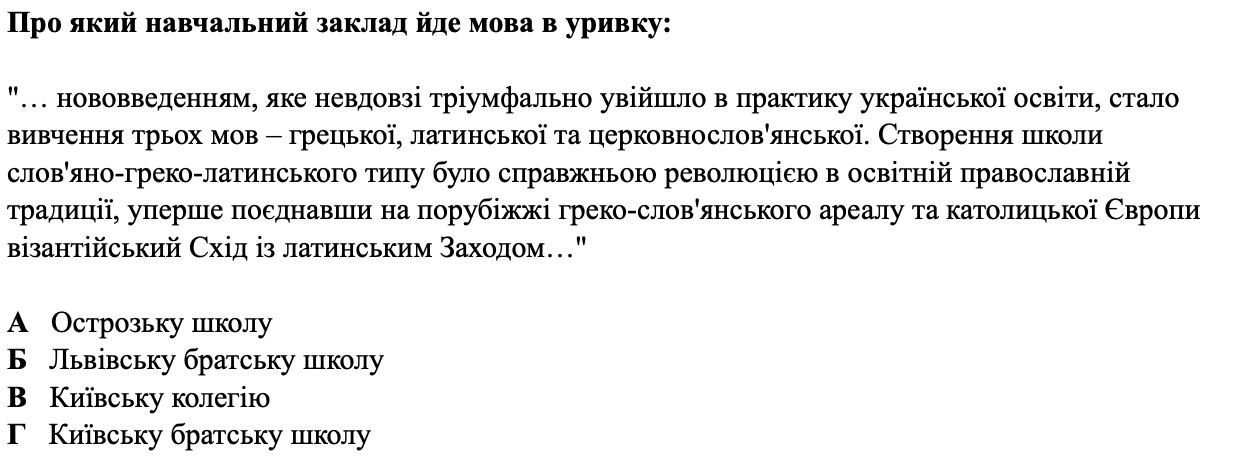 Про який навчальний заклад йде мова в уривку:
"… нововведенням, яке невдовзі тріумфально увійшло в практику української освіти, стало
вивчення трьох мов – грецької, латинської та церковнослов'янської. Створення школи
слов'яно-греко-латинського типу було справжньою революцією в освітній православній
традиції, уперше поєднавши на порубіжжі греко-слов'янського ареалу та католицької Європи
візантійський Схід із латинським Заходом…"
А Острозьку школу
Б Львівську братську школу
В Київську колегію
Г Київську братську школу